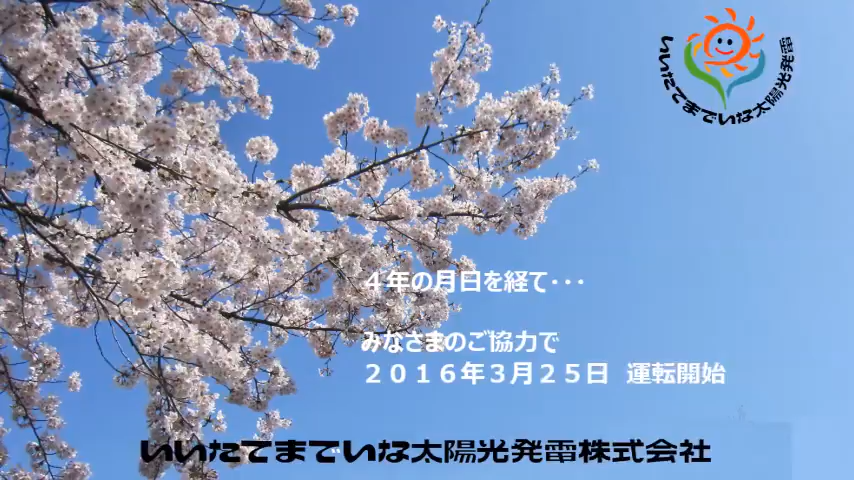 いいたてまでいな太陽光発電
４年の月日を経て･･･
みなさまのご協力で
２０１６年３月２５日 運転開始
いいたてまでいな太陽光発電株式会社